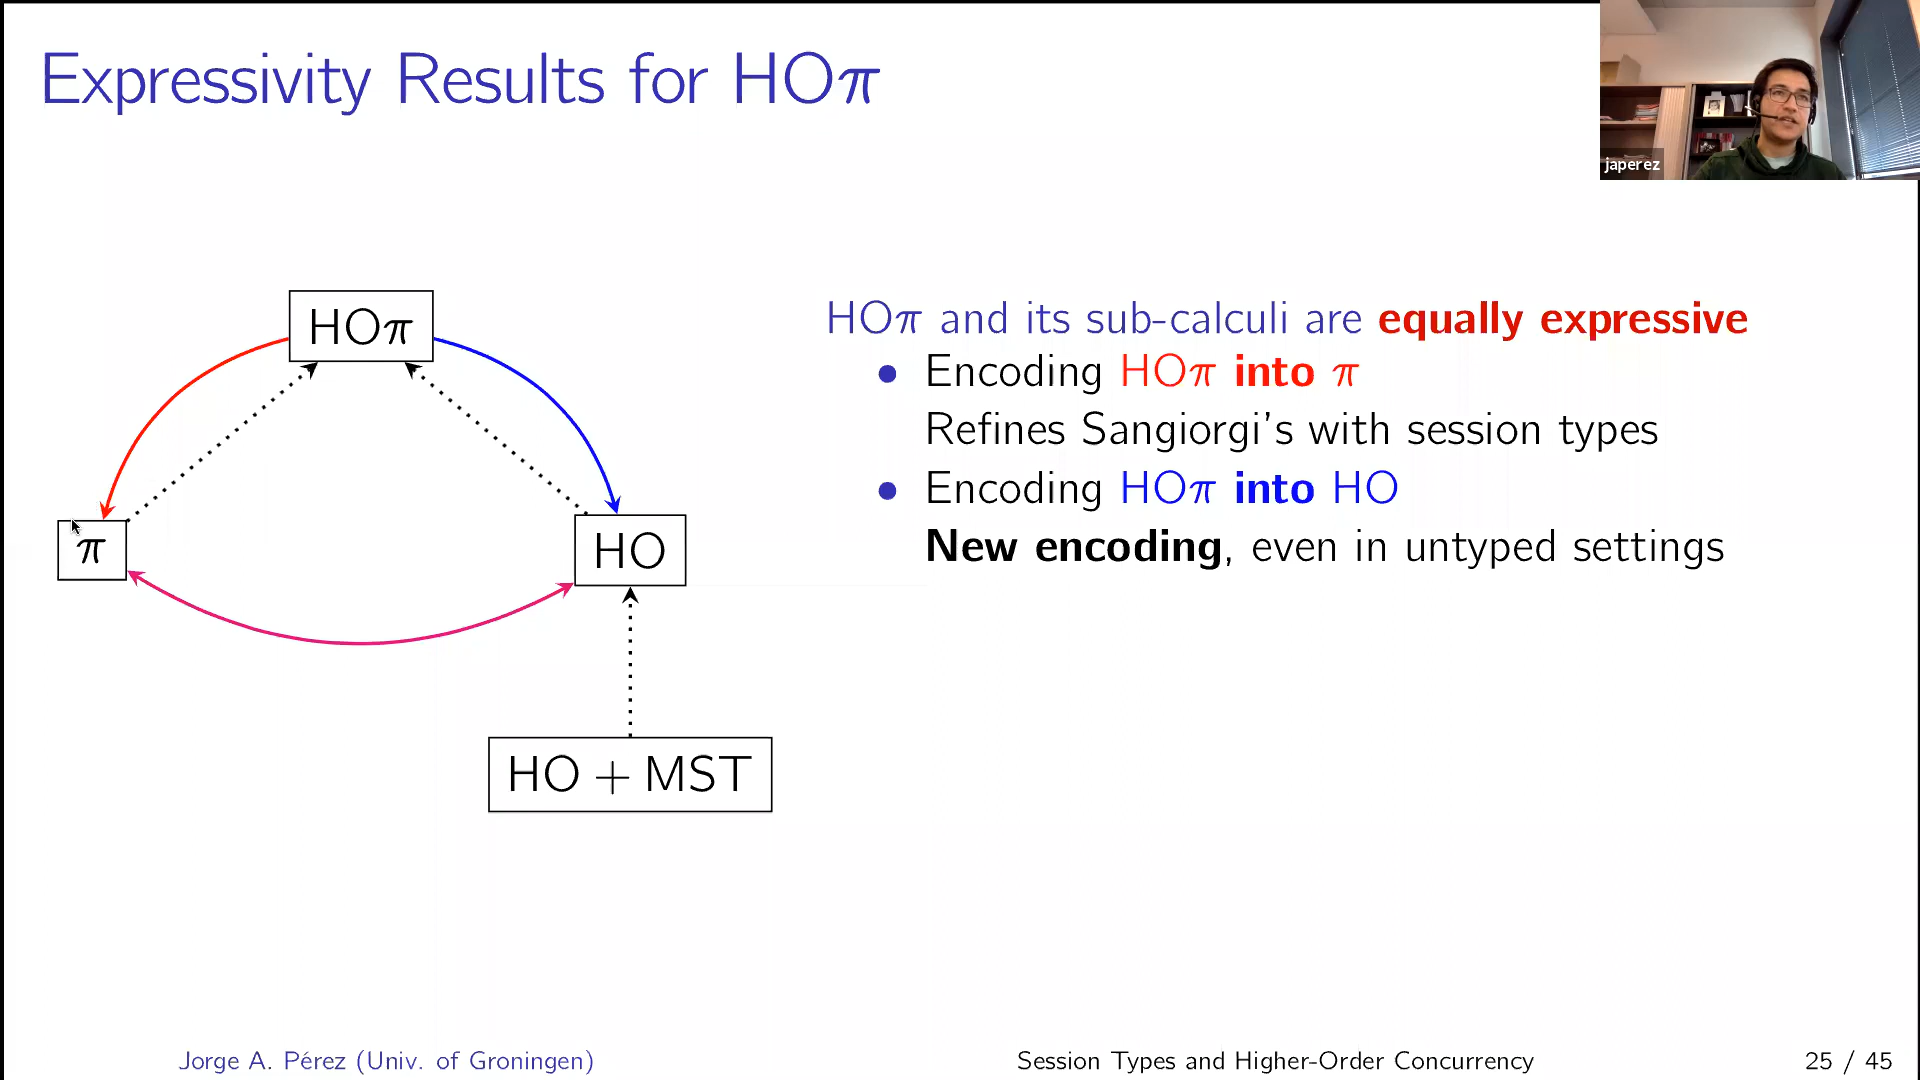 Expressivity Results for HOπ
japerez
HOπ
π
HO
HO + MST
HOπ and its sub-calculi are equally expressive
• Encoding HOπ into π
Refines Sangiorgi's with session types
• Encoding HOπ into HO
New encoding, even in untyped settings
Jorge A. Pérez (Univ. of Groningen)
Session Types and Higher-Order Concurrency
25 / 45